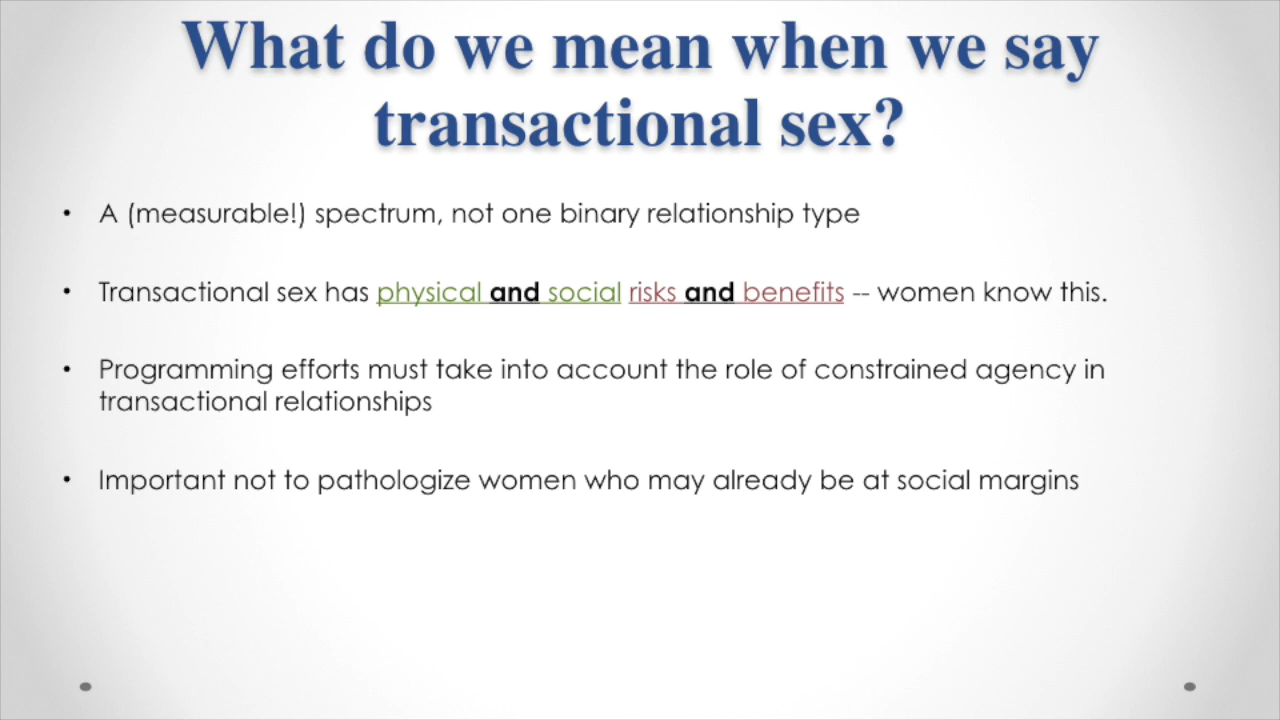 What do we mean when we say
transactional sex?
• A (measurable!) spectrum, not one binary relationship type
• Transactional sex has physical and social risks and benefits -- women know this.
• Programming efforts must take into account the role of constrained agency in
transactional relationships
• Important not to pathologize women who may already be at social margins